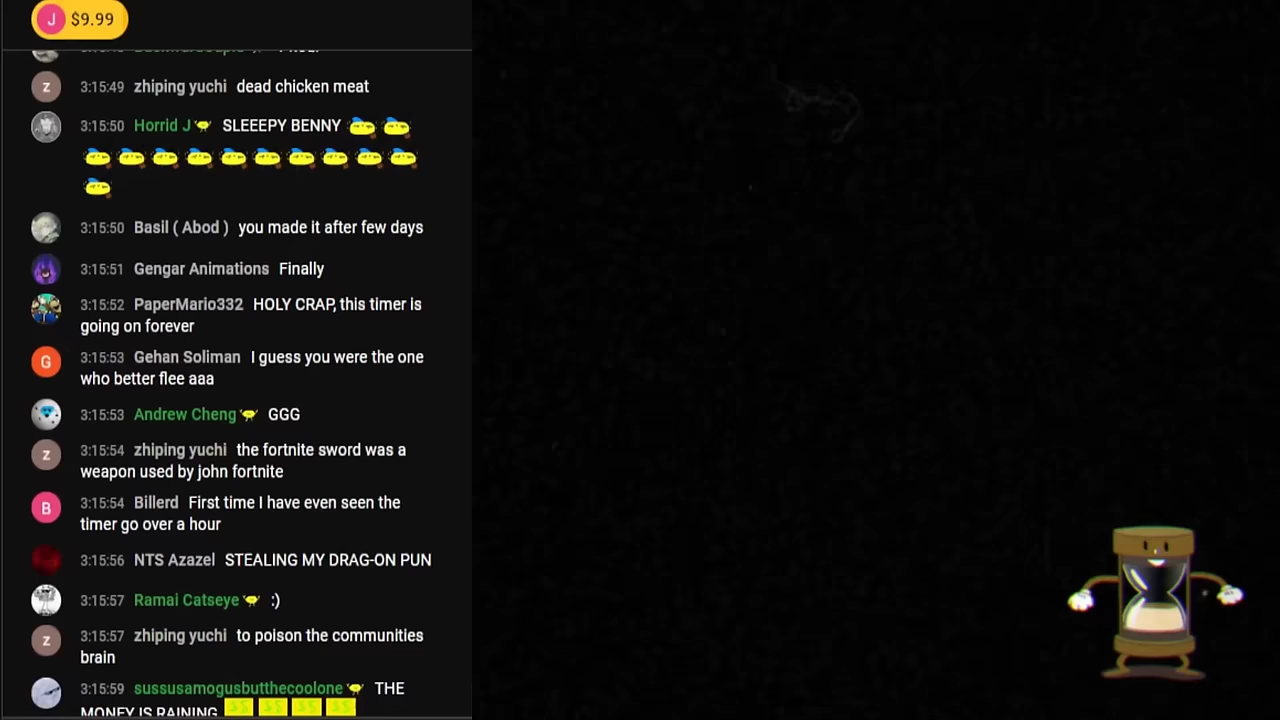 J $9.99
z 3:15:49 zhiping yuchi dead chicken meat
3:15:50 Horrid J SLEEEPY BENNY
3:15:50 Basil ( Abod ) you made it after few days
3:15:51 Gengar Animations Finally
3:15:52 PaperMario332 HOLY CRAP, this timer is
going on forever
G 3:15:53 Gehan Soliman I guess you were the one
who better flee aaa
3:15:53 Andrew Cheng GGG
z 3:15:54 zhiping yuchi the fortnite sword was a
weapon used by john fortnite
B 3:15:54 Billerd First time I have even seen the
timer go over a hour
3:15:56 NTS Azazel STEALING MY DRAG-ON PUN
3:15:57 Ramai Catseye :)
z 3:15:57 zhiping yuchi to poison the communities
brain
3:15:59 sussusamogusbutthecoolone THE
MONEY IS RAINING